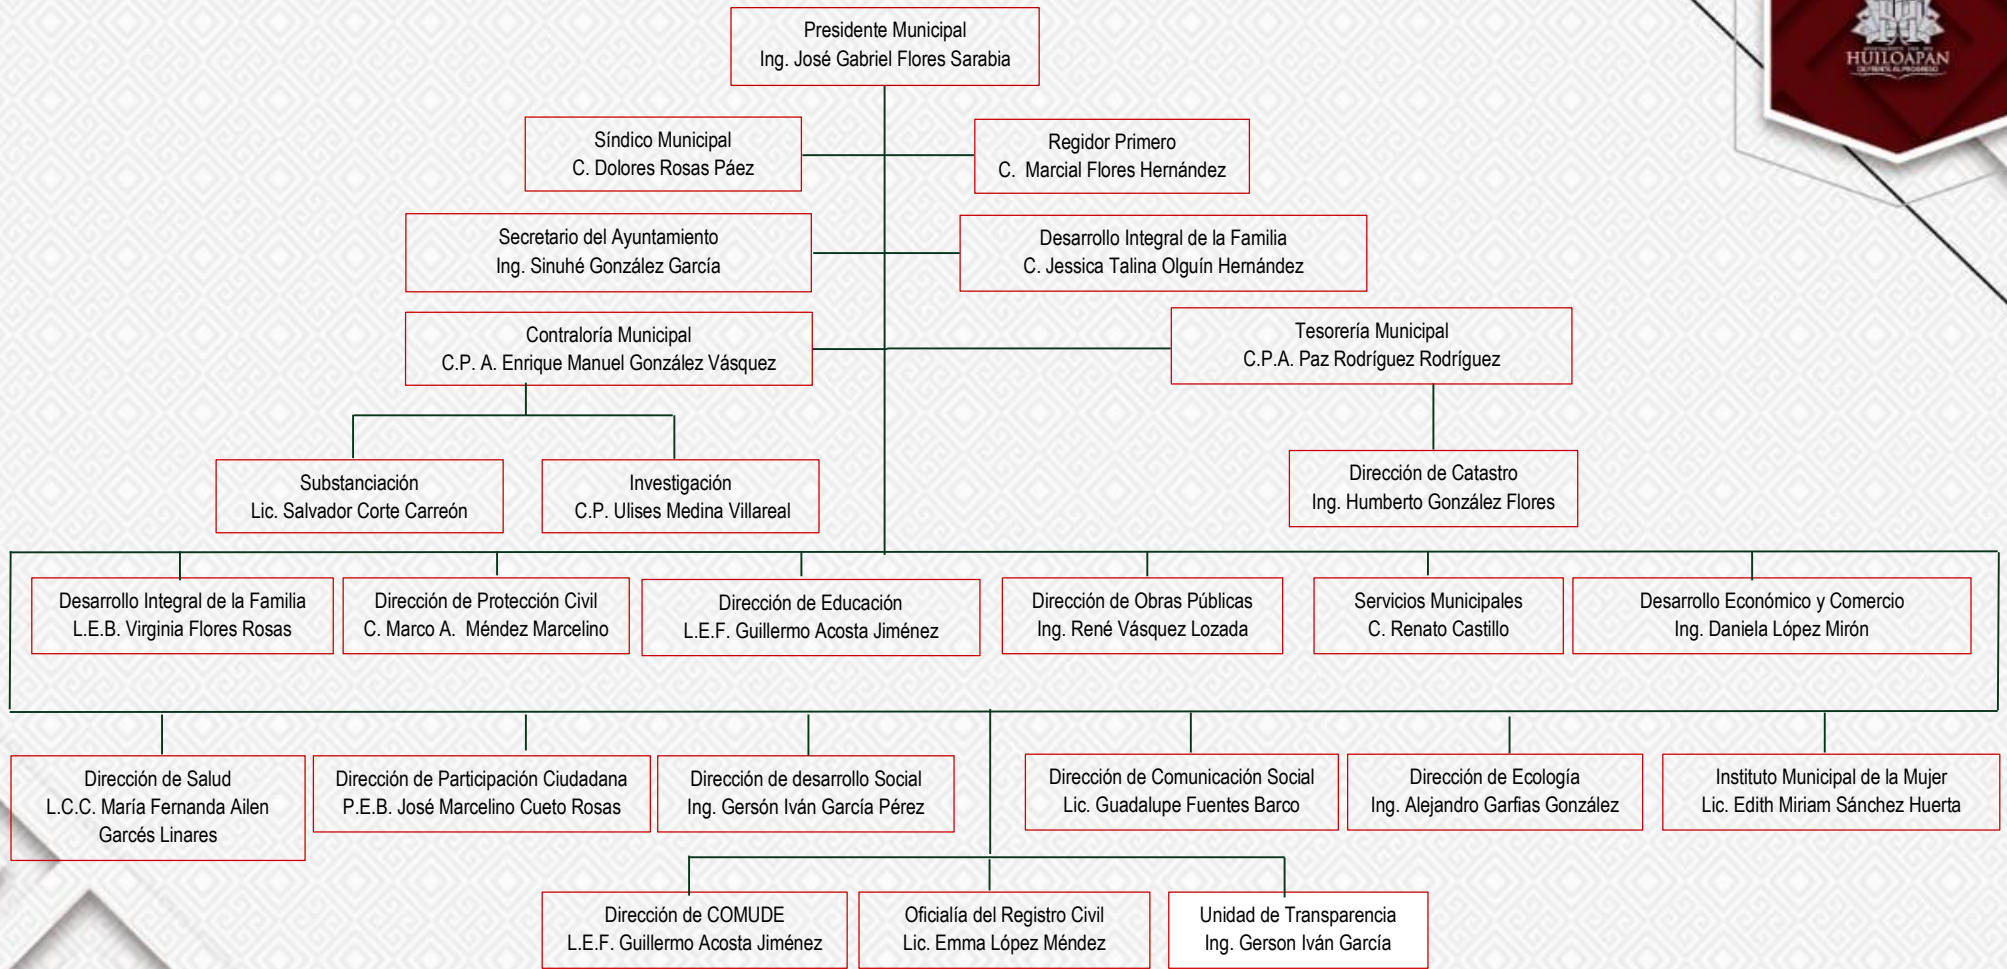 Presidente Municipal
Ing. José Gabriel Flores Sarabia
HUILOAPAN
Síndico Municipal
C. Dolores Rosas Páez
Regidor Primero
C. Marcial Flores Hernández
Secretario del Ayuntamiento
Ing. Sinuhé González García
Desarrollo Integral de la Familia
C. Jessica Talina Olguín Hernández
Contraloría Municipal
C.P. A. Enrique Manuel González Vásquez
Tesorería Municipal
C.P.A. Paz Rodríguez Rodríguez
Substanciación
Lic. Salvador Corte Carreón
Investigación
C.P. Ulises Medina Villareal
Dirección de Catastro
Ing. Humberto González Flores
Desarrollo Integral de la Familia
L.E.B. Virginia Flores Rosas
Dirección de Protección Civil
C. Marco A. Méndez Marcelino
Dirección de Educación
L.E.F. Guillermo Acosta Jiménez
Dirección de Obras Públicas
Ing. René Vásquez Lozada
Servicios Municipales
C. Renato Castillo
Desarrollo Económico y Comercio
Ing. Daniela López Mirón
Dirección de Salud
L.C.C. María Fernanda Ailen
Garcés Linares
Dirección de Participación Ciudadana
P.E.B. José Marcelino Cueto Rosas
Dirección de desarrollo Social
Ing. Gersón Iván García Pérez
Dirección de Comunicación Social
Lic. Guadalupe Fuentes Barco
Dirección de Ecología
Ing. Alejandro Garfias González
Instituto Municipal de la Mujer
Lic. Edith Miriam Sánchez Huerta
Dirección de COMUDE
L.E.F. Guillermo Acosta Jiménez
Oficialía del Registro Civil
Lic. Emma López Méndez
Unidad de Transparencia
Ing. Gerson Iván García